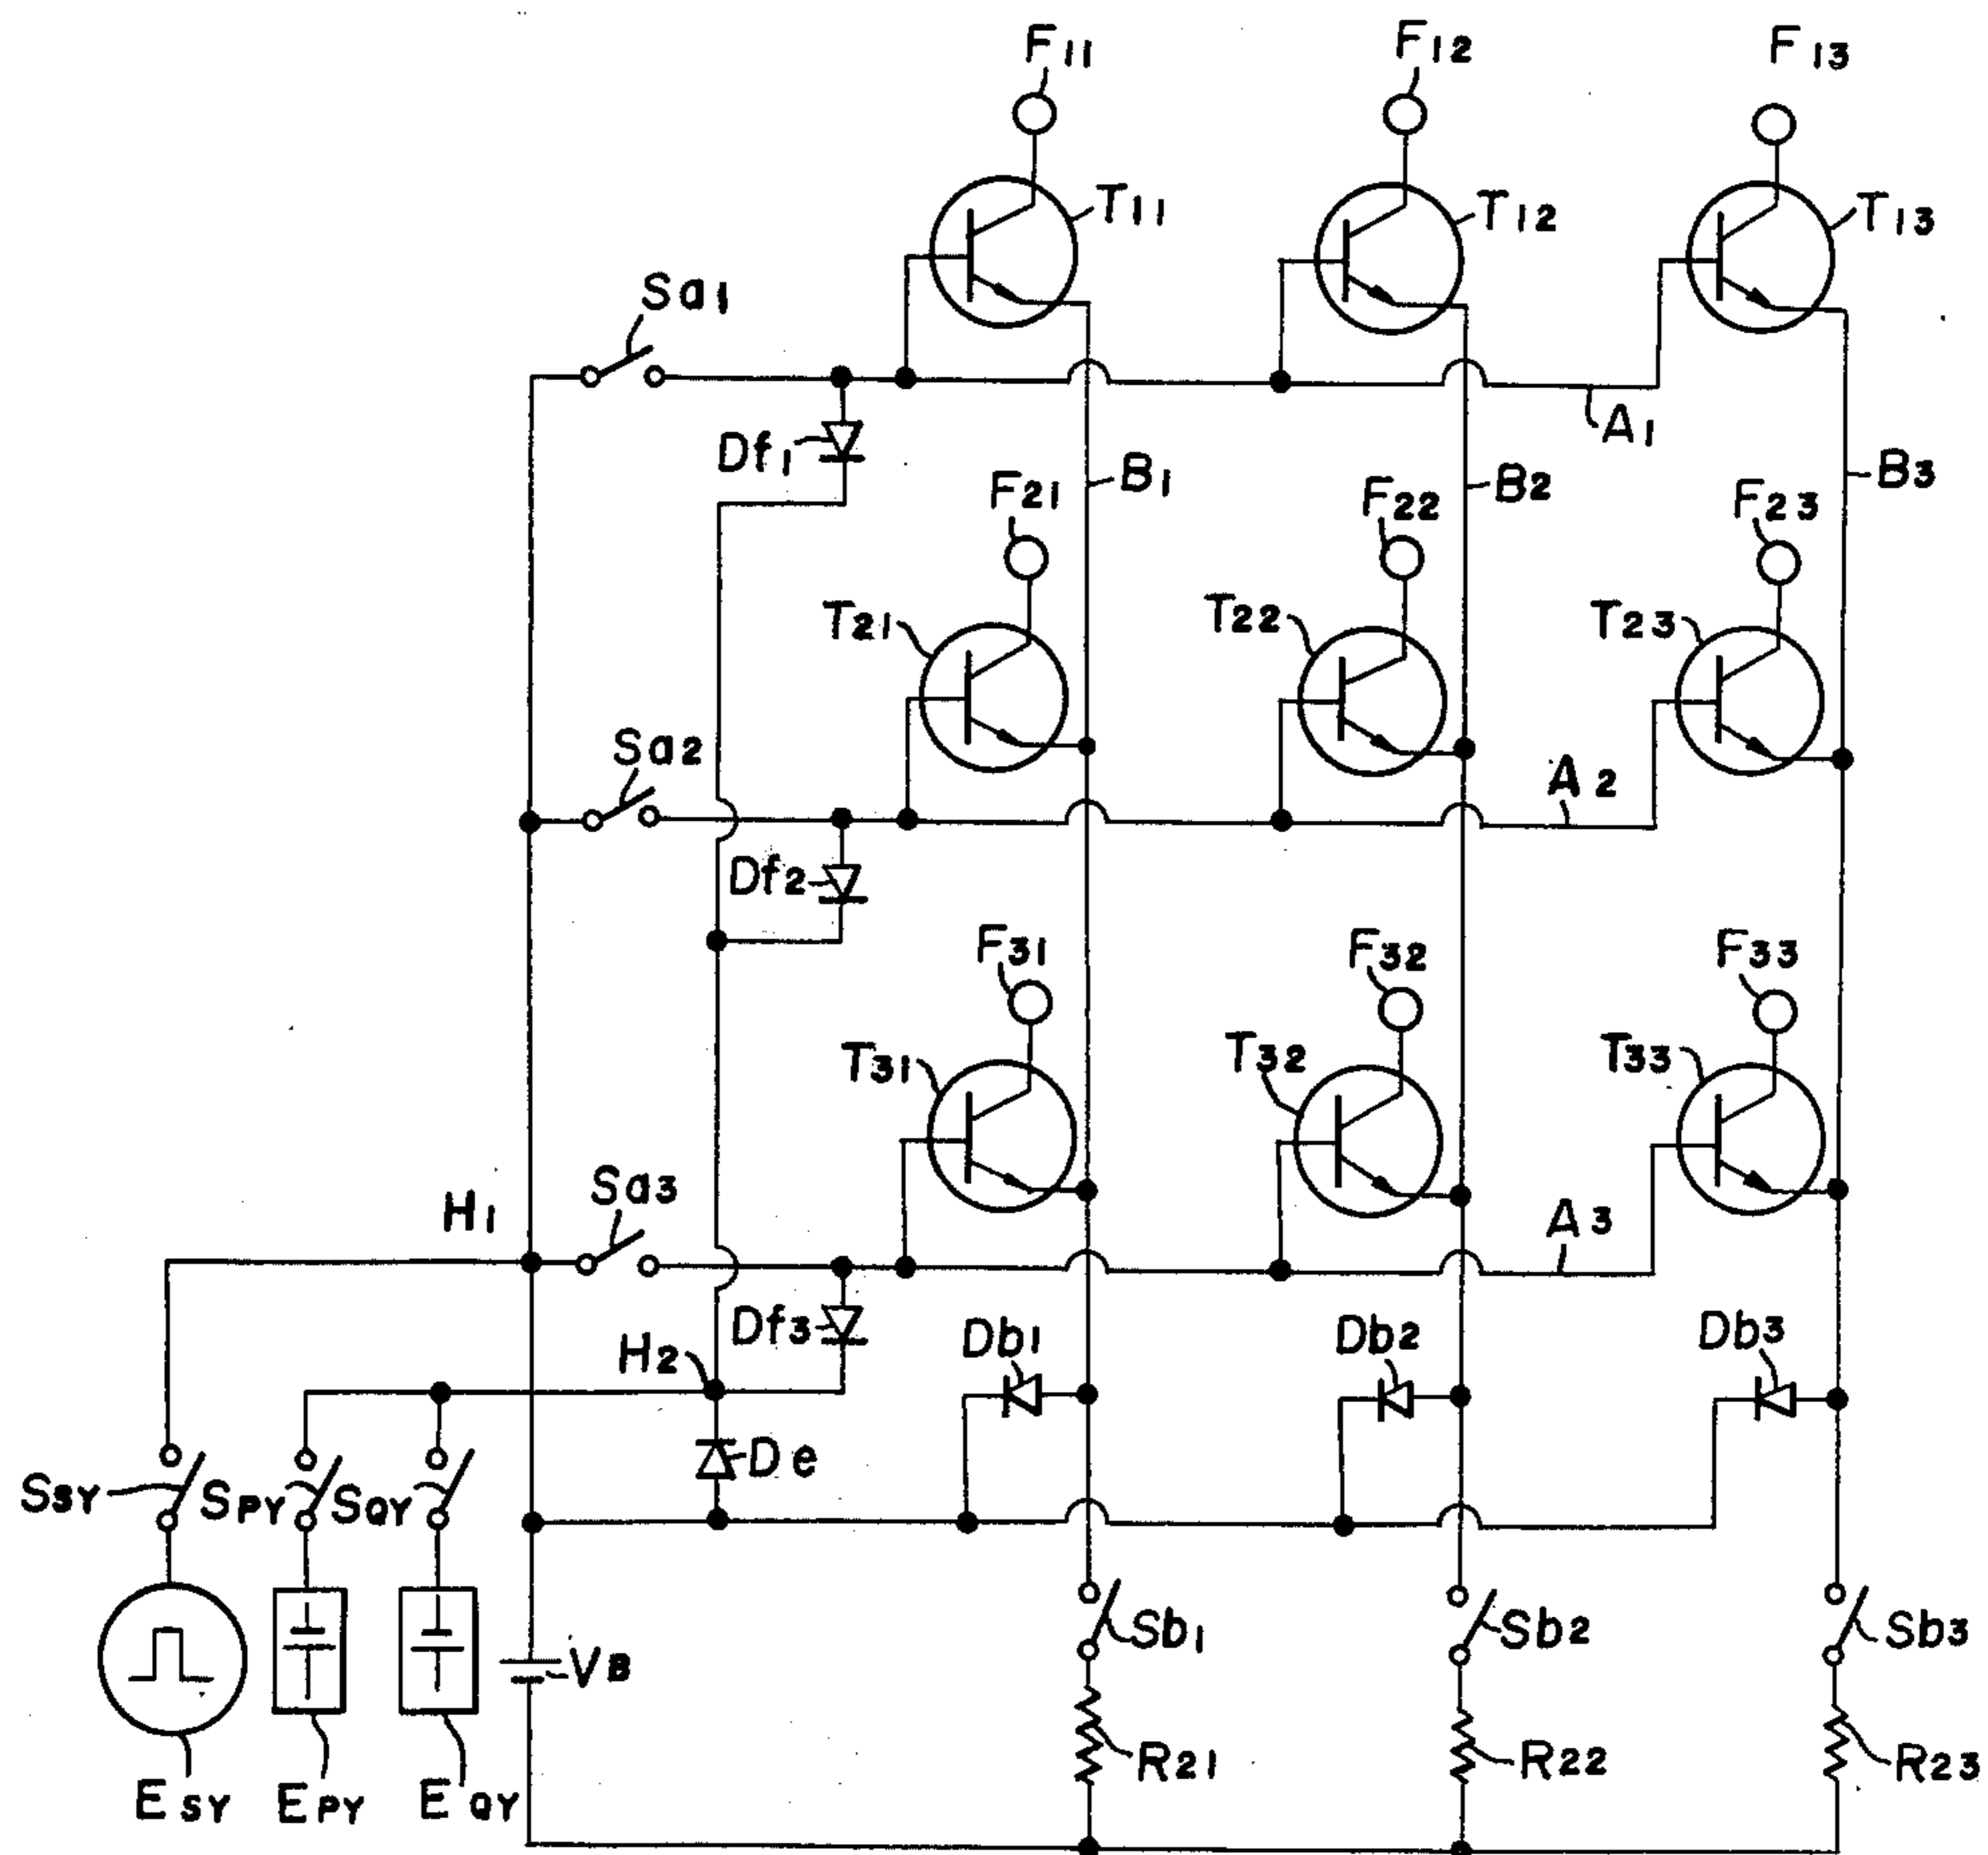 F11 F12 F13
T11 T12 T13
Sa1
A1
Df1 B1 B2 B3
F21 F22 F23
T21 T22 T23
Sa2 A2
Df2
F31 F32 F33
T31 T32 T33
H1 Sa3 A3
H2 Df3 Db1 Db2 Db3
SSY SPY SQY De
VB Sb1 Sb2 Sb3
ESY EPY EQY R21 R22 R23